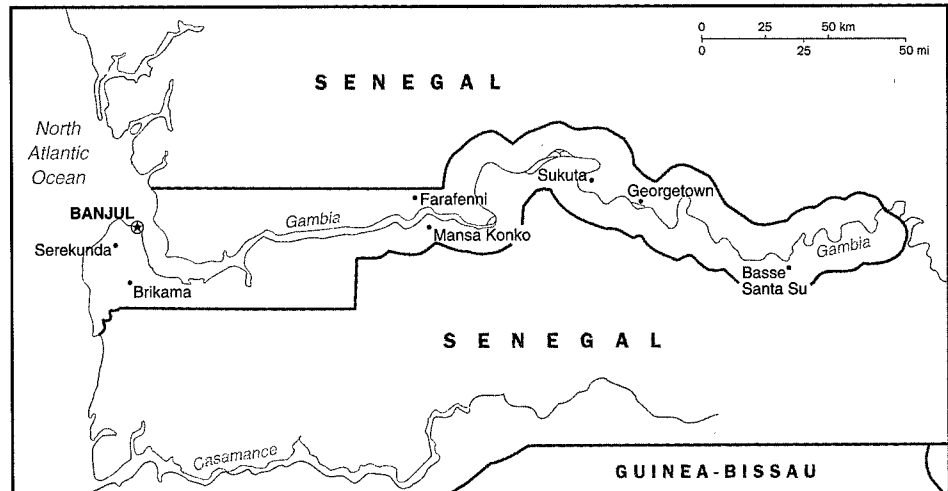 0 25 50 km
0 25 50 mi
SENEGAL
North
Atlantic
Ocean
BANJUL
Serekunda
Brikama
Gambia
Farafenni
Mansa Konko
Sukuta
Georgetown
Gambia
Basse
Santa Su
SENEGAL
Casamance
GUINEA-BISSAU